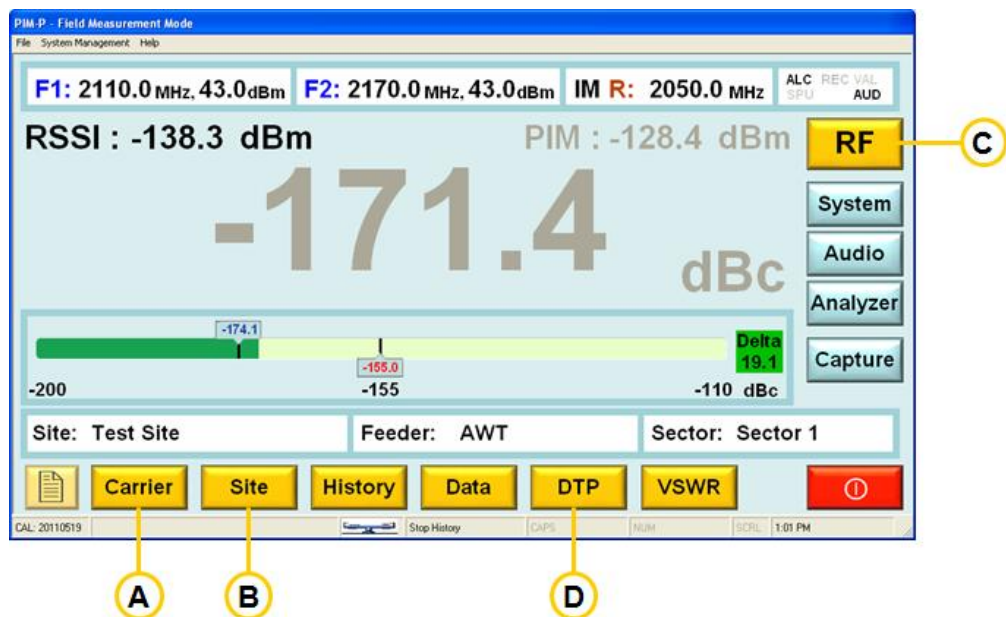 PIM-P - Field Measurement Mode
File System Management Help
F1: 2110.0 MHz, 43.0dBm F2: 2170.0 MHz, 43.0dBm IM R: 2050.0 MHz ALC REC VAL
SPU AUD
RSSI : -138.3 dBm PIM : -128.4 dBm RF C
-171.4 dBc
System
Audio
Analyzer
-174.1
-155.0
Delta
19.1
Capture
-200 -155 -110 dBc
Site: Test Site Feeder: AWT Sector: Sector 1
Carrier Site History Data DTP VSWR
CAL: 20110519 Stop History CAPS NUM SCRL 1:01 PM
A B D